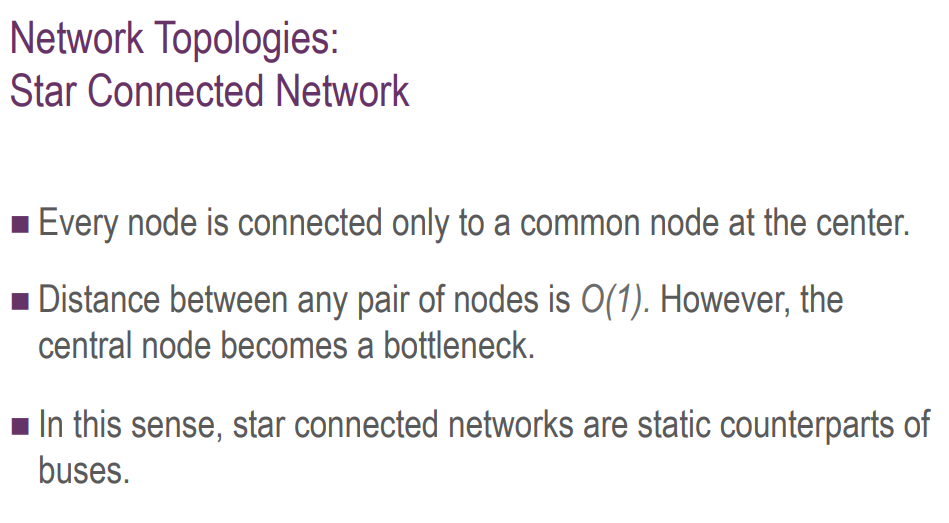 Network Topologies:
Star Connected Network
■ Every node is connected only to a common node at the center.
■ Distance between any pair of nodes is O(1). However, the
central node becomes a bottleneck.
■ In this sense, star connected networks are static counterparts of
buses.